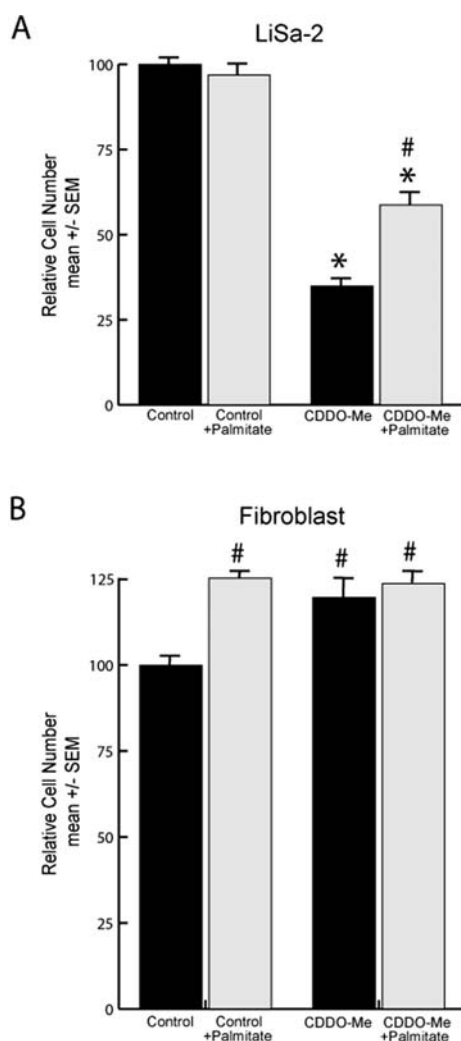 A
LiSa-2
Relative Cell Number
mean +/- SEM
100
75
50
25
0
*
#
*
Control
Control
+Palmitate
CDDO-Me
CDDO-Me
+Palmitate
B
Fibroblast
Relative Cell Number
mean +/- SEM
125
100
75
50
25
0
#
#
#
Control
Control
+Palmitate
CDDO-Me
CDDO-Me
+Palmitate